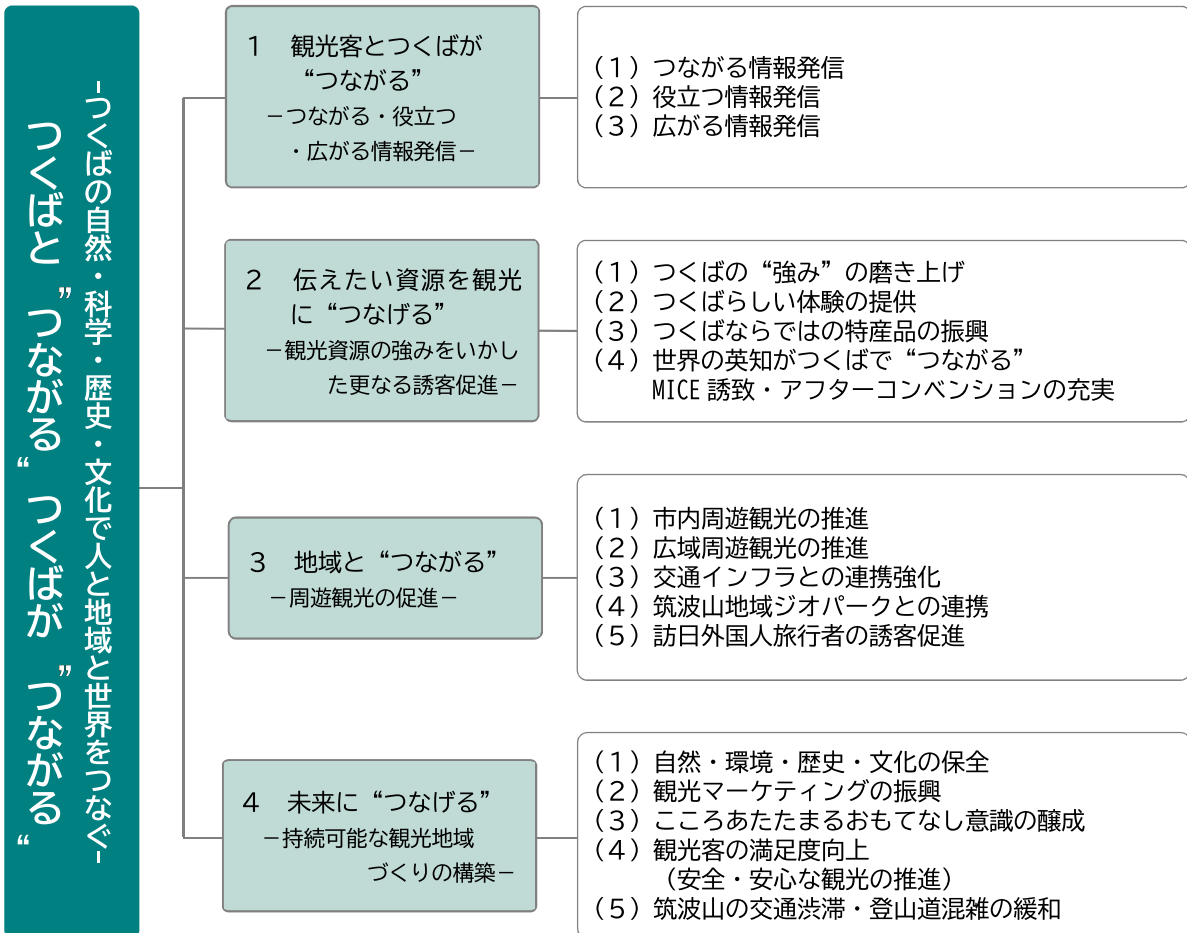 つくばと“つながる” つくばが“つながる”
-つくばの自然・科学・歴史・文化で人と地域と世界をつなぐ-
1 観光客とつくばが
“つながる”
－つながる・役立つ
・広がる情報発信－
（１）つながる情報発信
（２）役立つ情報発信
（３）広がる情報発信
2 伝えたい資源を観光
に“つなげる”
－観光資源の強みをいかし
た更なる誘客促進－
（１）つくばの“強み”の磨き上げ
（２）つくばらしい体験の提供
（３）つくばならではの特産品の振興
（４）世界の英知がつくばで“つながる”
MICE 誘致・アフターコンベンションの充実
3 地域と“つながる”
－周遊観光の促進－
（１）市内周遊観光の推進
（２）広域周遊観光の推進
（３）交通インフラとの連携強化
（４）筑波山地域ジオパークとの連携
（５）訪日外国人旅行者の誘客促進
4 未来に“つなげる”
－持続可能な観光地域
づくりの構築－
（１）自然・環境・歴史・文化の保全
（２）観光マーケティングの振興
（３）こころあたたまるおもてなし意識の醸成
（４）観光客の満足度向上
（安全・安心な観光の推進）
（５）筑波山の交通渋滞・登山道混雑の緩和